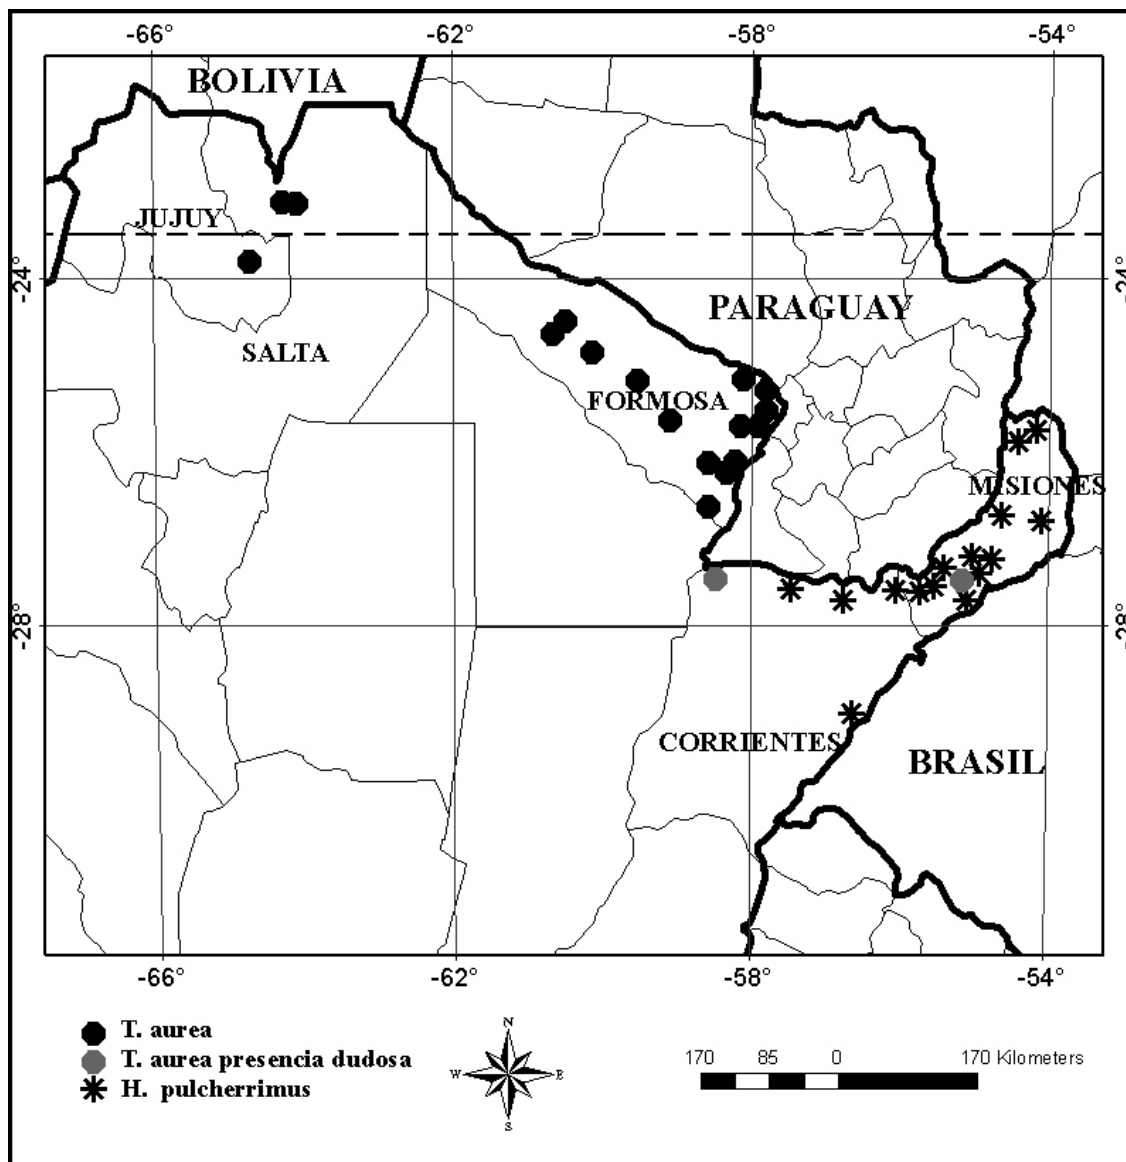 -66° -62° -58° -54°
BOLIVIA
JUJUY
-24° -24°
PARAGUAY
SALTA
FORMOSA
MISIONES
-28° -28°
CORRIENTES
BRASIL
-66° -62° -58° -54°
T. aurea
T. aurea presencia dudosa
H. pulcherrimus
N
W E
S
170 85 0 170 Kilometers